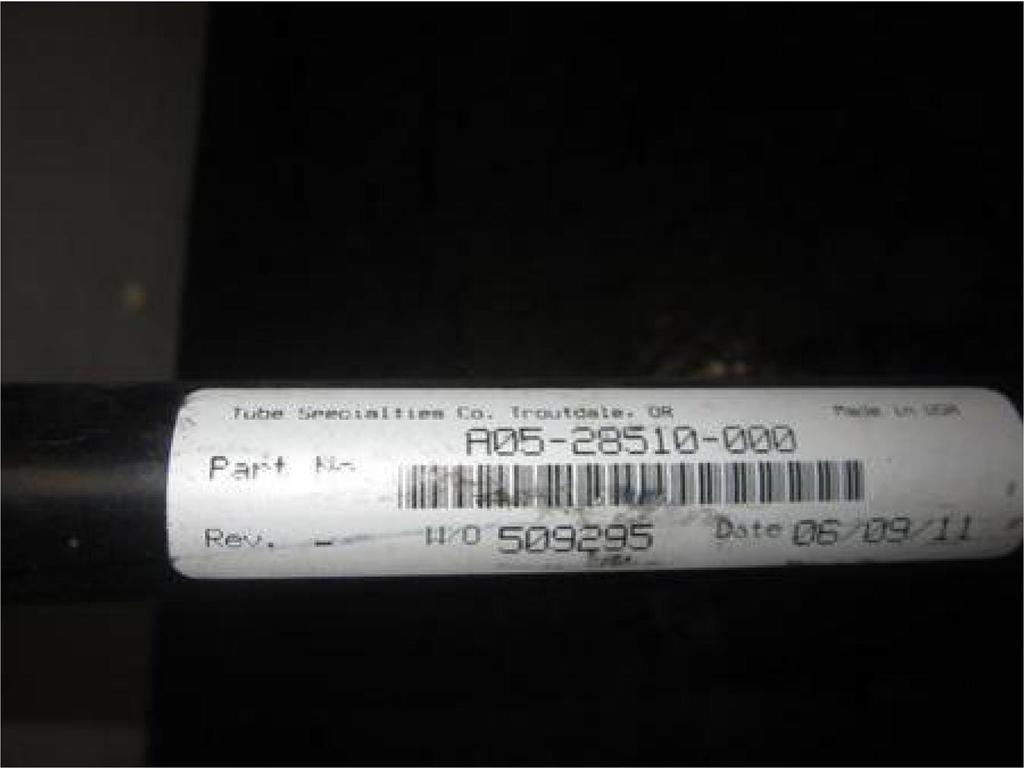 Tube Specialties Co. Troutdale, OR Made in USA
A05-28510-000
Part No
Rev. - W/O 509295 Date 06/09/11